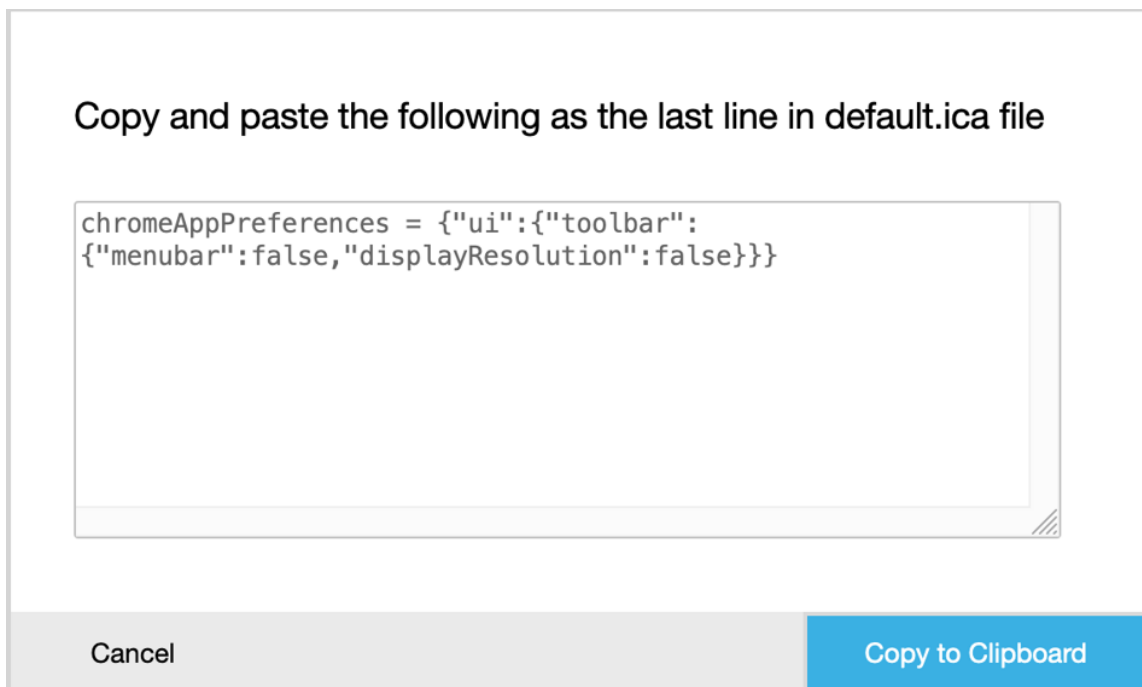 Copy and paste the following as the last line in default.ica file
chromeAppPreferences = {"ui":{"toolbar":
{"menubar":false,"displayResolution":false}}}
Cancel
Copy to Clipboard